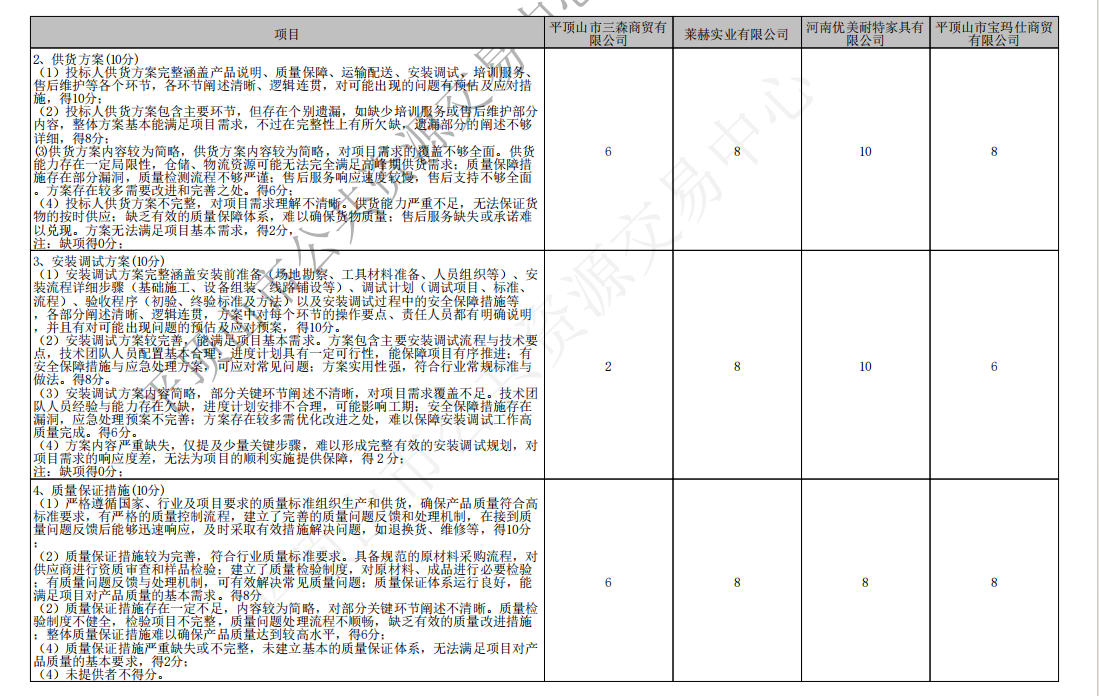 项目
平顶山市三森商贸有
限公司
莱赫实业有限公司
河南优美耐特家具有
限公司
平顶山市宝玛仕商贸
有限公司
2、供货方案(10分)
（1）投标人供货方案完整涵盖产品说明、质量保障、运输配送、安装调试、培训服务、
售后维护等各个环节，各环节阐述清晰、逻辑连贯，对可能出现的问题有预估及应对措
施，得10分；
（2）投标人供货方案包含主要环节，但存在个别遗漏，如缺少培训服务或售后维护部分
内容，整体方案基本能满足项目需求，不过在完整性上有所欠缺，遗漏部分的阐述不够
详细，得8分；
⑶供货方案内容较为简略，供货方案内容较为简略，对项目需求的覆盖不够全面。供货
能力存在一定局限性，仓储、物流资源可能无法完全满足高峰期供货需求；质量保障措
施存在部分漏洞，质量检测流程不够严谨；售后服务响应速度较慢，售后支持不够全面
。方案存在较多需要改进和完善之处。得6分；
（4）投标人供货方案不完整，对项目需求理解不清晰。供货能力严重不足，无法保证货
物的按时供应；缺乏有效的质量保障体系，难以确保货物质量；售后服务缺失或承诺难
以兑现。方案无法满足项目基本需求，得2分，
注：缺项得0分；
6
8
10
8
3、安装调试方案(10分)
（1）安装调试方案完整涵盖安装前准备（场地勘察、工具材料准备、人员组织等）、安
装流程详细步骤（基础施工、设备组装、线路铺设等）、调试计划（调试项目、标准、
流程）、验收程序（初验、终验标准及方法）以及安装调试过程中的安全保障措施等
，各部分阐述清晰、逻辑连贯，方案中对每个环节的操作要点、责任人员都有明确说明
，并且有对可能出现问题的预估及应对预案，得10分。
（2）安装调试方案较完善，能满足项目基本需求。方案包含主要安装调试流程与技术要
点，技术团队人员配置基本合理；进度计划具有一定可行性，能保障项目有序推进；有
安全保障措施与应急处理方案，可应对常见问题；方案实用性强，符合行业常规标准与
做法。得8分。
（3）安装调试方案内容简略，部分关键环节阐述不清晰，对项目需求覆盖不足。技术团
队人员经验与能力存在欠缺，进度计划安排不合理，可能影响工期；安全保障措施存在
漏洞，应急处理预案不完善；方案存在较多需优化改进之处，难以保障安装调试工作高
质量完成。得6分。
（4）方案内容严重缺失，仅提及少量关键步骤，难以形成完整有效的安装调试规划，对
项目需求的响应度差，无法为项目的顺利实施提供保障，得 2 分；
注：缺项得0分；
2
8
10
6
4、质量保证措施(10分)
（1）严格遵循国家、行业及项目要求的质量标准组织生产和供货，确保产品质量符合高
标准要求，有严格的质量控制流程，建立了完善的质量问题反馈和处理机制，在接到质
量问题反馈后能够迅速响应，及时采取有效措施解决问题，如退换货、维修等，得10分
；
（2）质量保证措施较为完善，符合行业质量标准要求。具备规范的原材料采购流程，对
供应商进行资质审查和样品检验；建立了质量检验制度，对原材料、成品进行必要检验
；有质量问题反馈与处理机制，可有效解决常见质量问题；质量保证体系运行良好，能
满足项目对产品质量的基本需求。得8分
（2）质量保证措施存在一定不足，内容较为简略，对部分关键环节阐述不清晰。质量检
验制度不健全，检验项目不完整，质量问题处理流程不顺畅，缺乏有效的质量改进措施
；整体质量保证措施难以确保产品质量达到较高水平，得6分；
（4）质量保证措施严重缺失或不完整，未建立基本的质量保证体系，无法满足项目对产
品质量的基本要求，得2分；
（4）未提供者不得分。
6
8
8
8
平顶山市公共资源交易中心